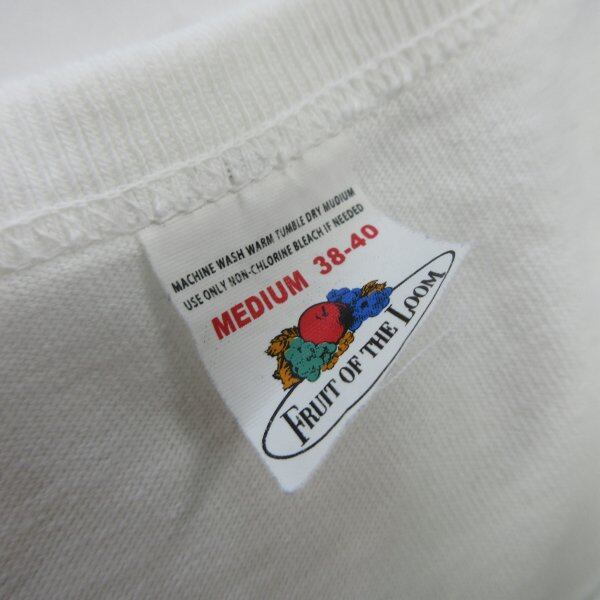 MACHINE WASH WARM TUMBLE DRY MUDIUM
USE ONLY NON-CHLORINE BLEACH IF NEEDED
MEDIUM 38-40
FRUIT OF THE LOOM